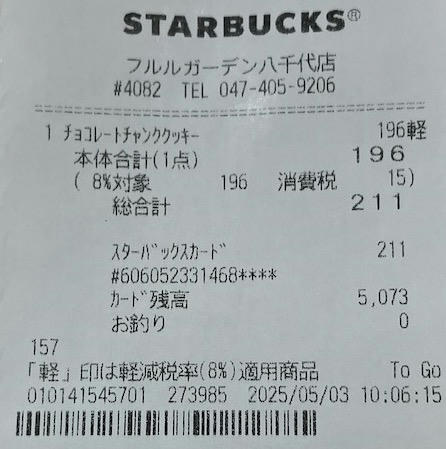 STARBUCKS®
フルルガーデン八千代店
#4082 TEL 047-405-9206
1 ﾁｮｺﾚｰﾄﾁｬﾝｸｸｯｷｰ 196軽
本体合計(1点) 196
( 8%対象 196 消費税 15)
総合計 211
ｽﾀｰﾊﾞｯｸｽｶｰﾄﾞ 211
#606052331468****
ｶｰﾄﾞ残高 5,073
お釣り 0
157
「軽」印は軽減税率(8%)適用商品 To Go
010141545701 273985 2025/05/03 10:06:15